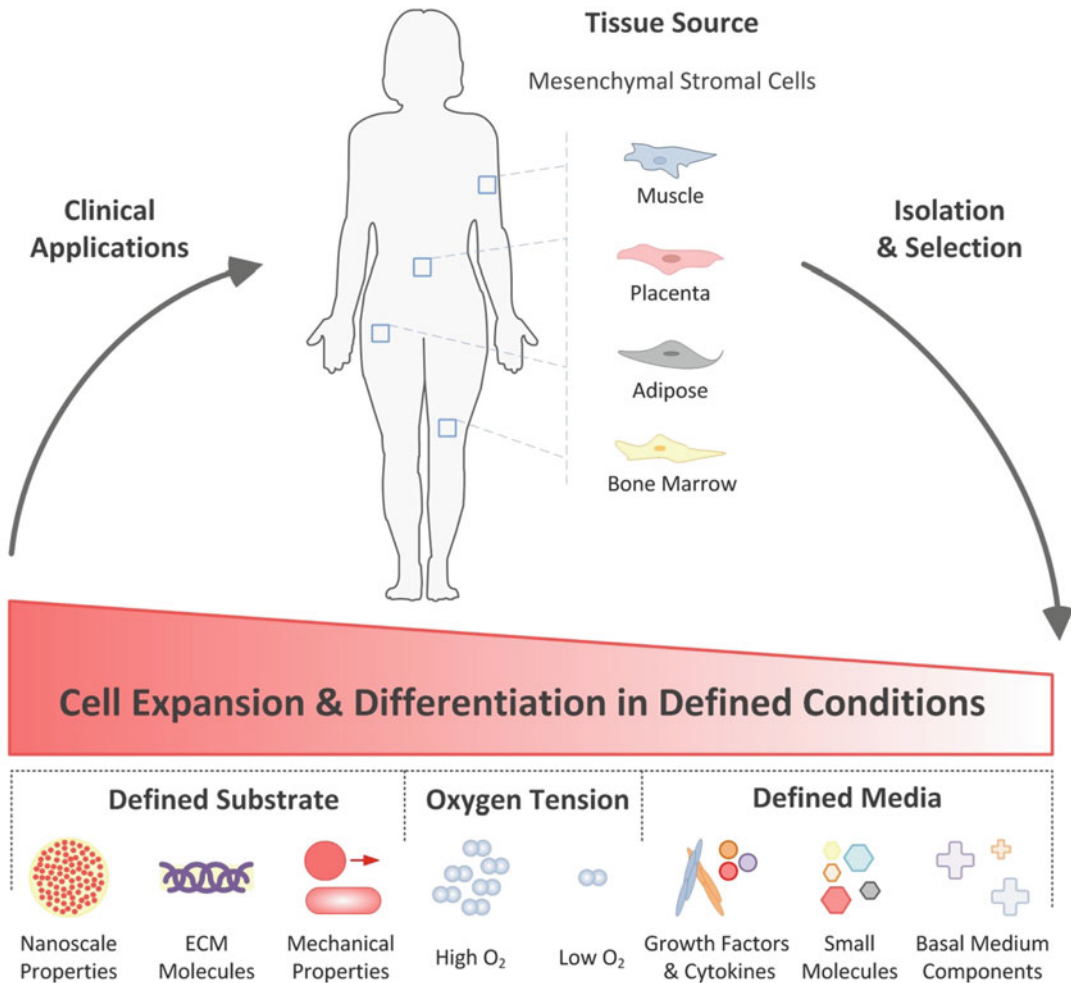 Tissue Source
Mesenchymal Stromal Cells
Muscle
Placenta
Adipose
Bone Marrow
Clinical
Applications
Isolation
& Selection
Cell Expansion & Differentiation in Defined Conditions
Defined Substrate
Oxygen Tension
Defined Media
Nanoscale
Properties
ECM
Molecules
Mechanical
Properties
High O₂
Low O₂
Growth Factors
& Cytokines
Small
Molecules
Basal Medium
Components